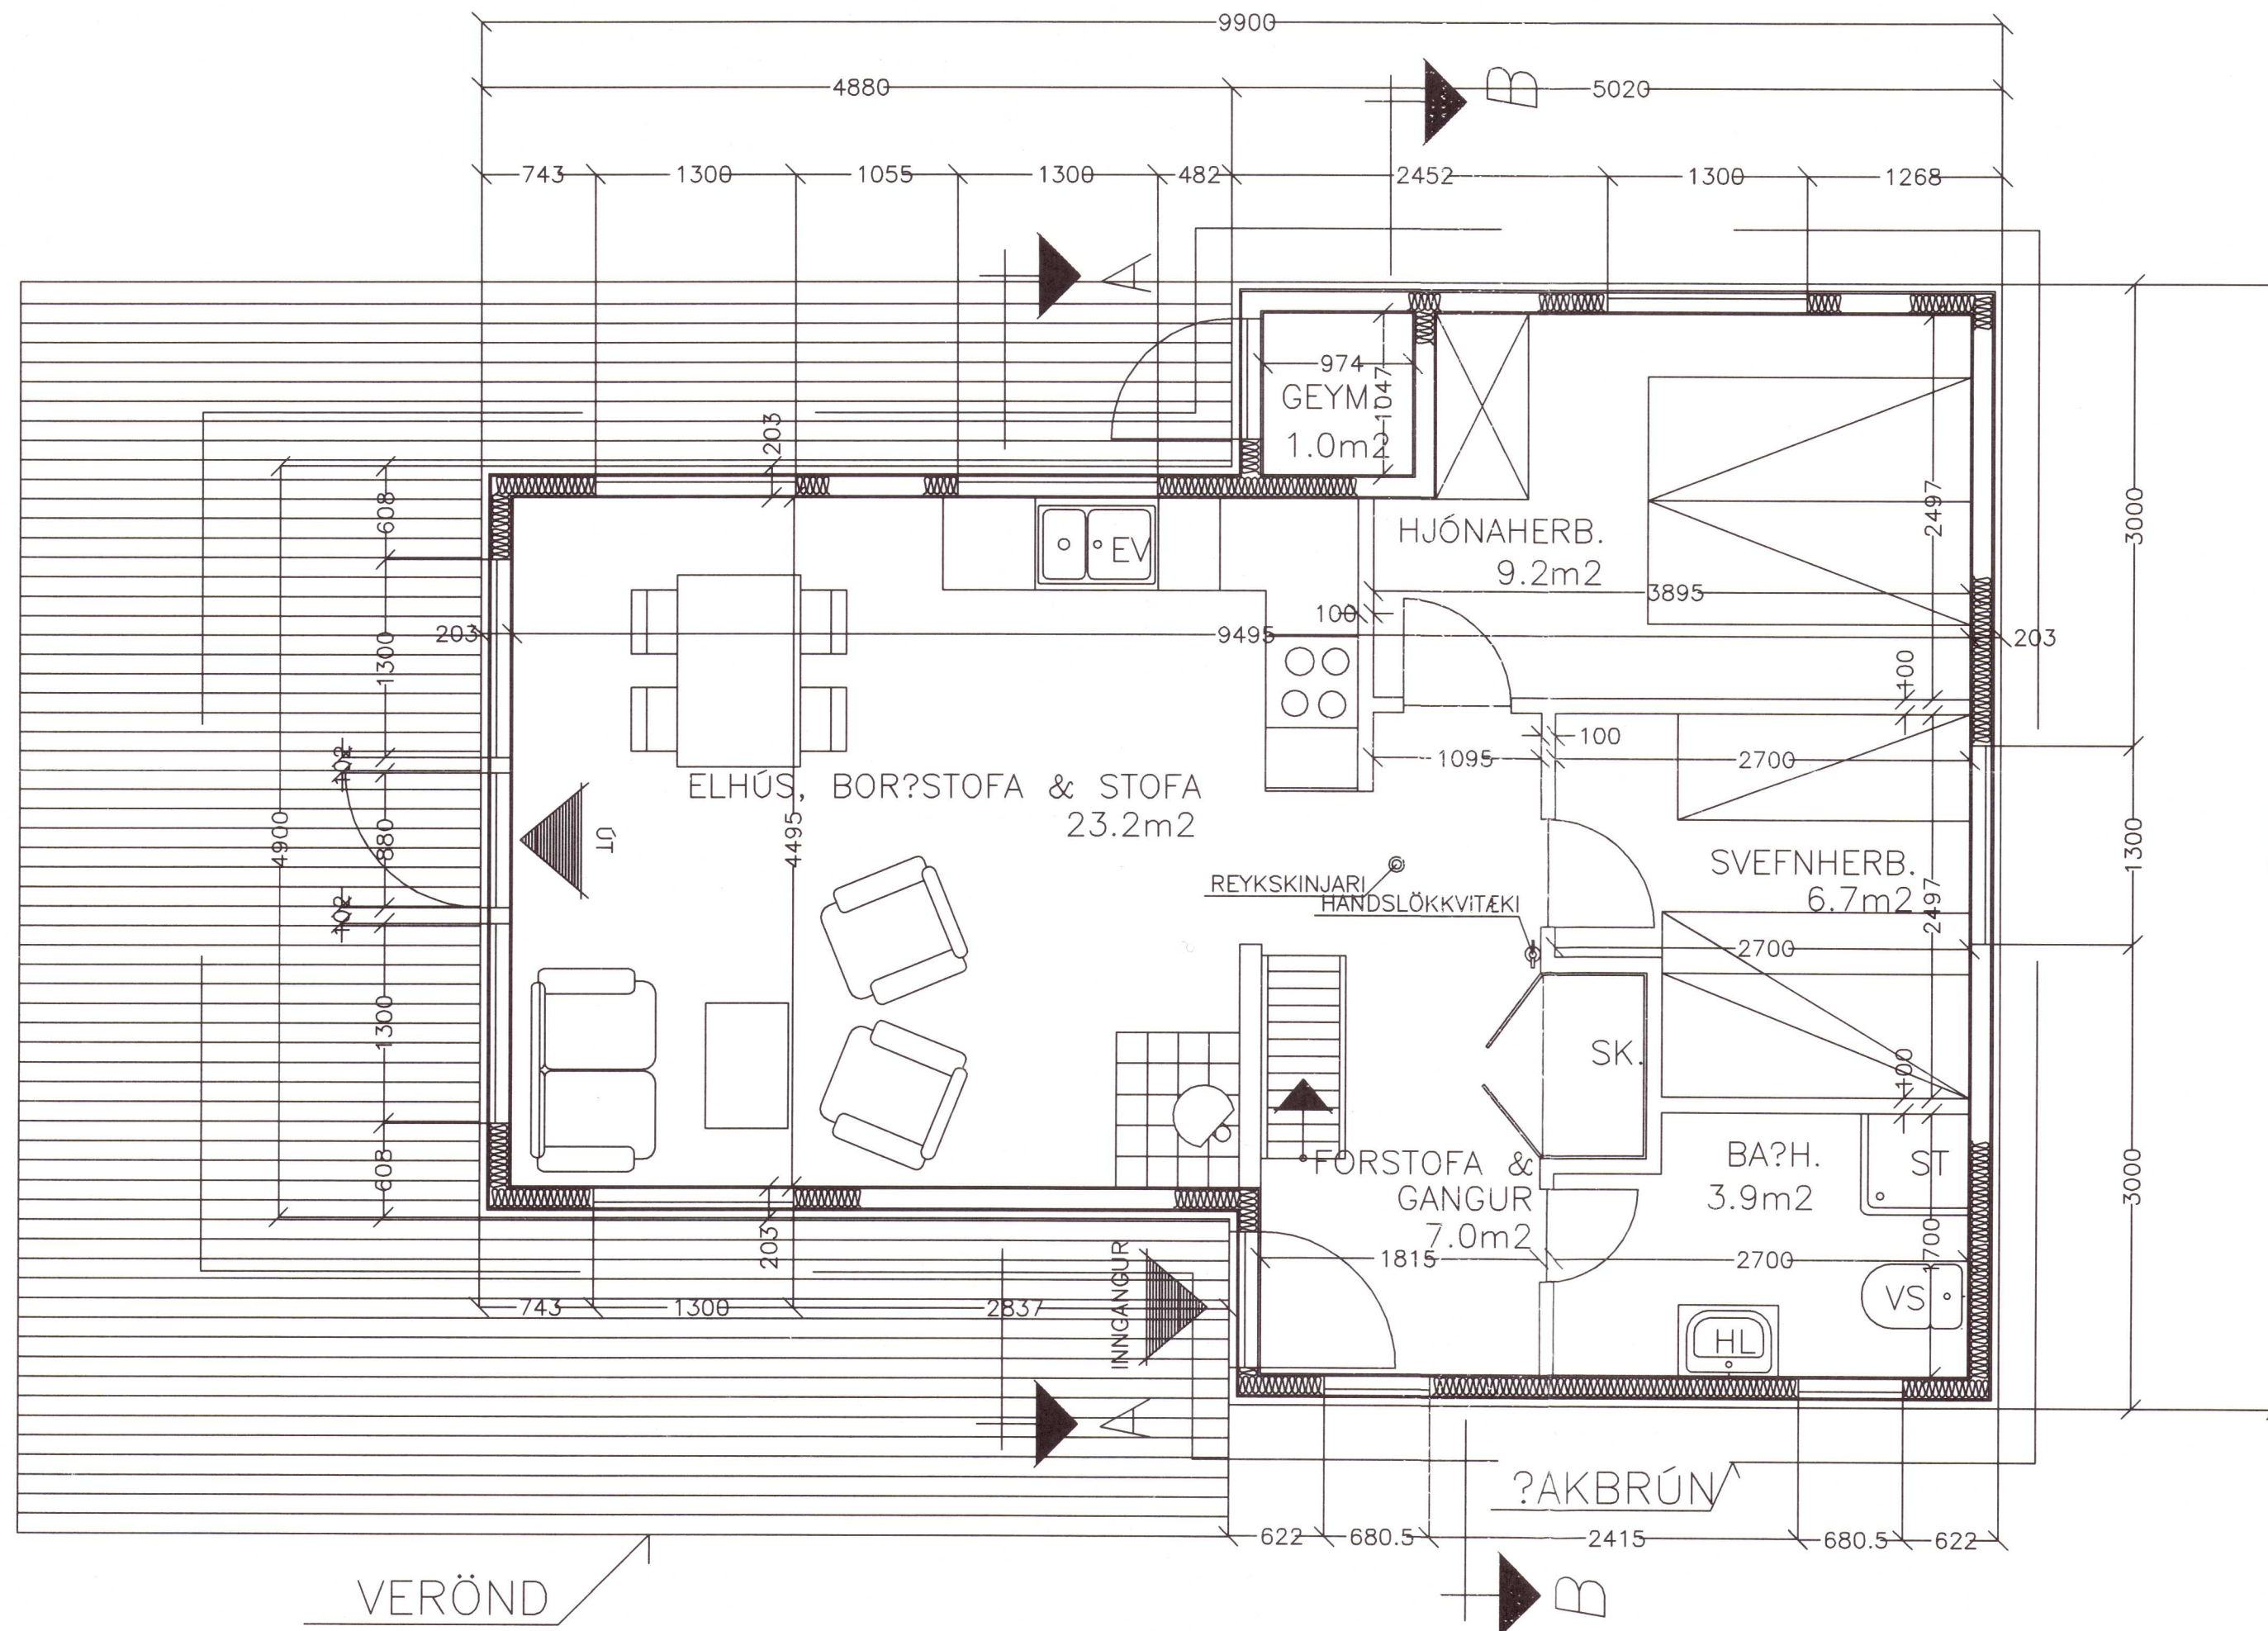 9900
4880
5020
B
743
1300
1055
1300
482
2452
1300
1268
A
974
1047
GEYM.
1.0m2
203
608
1300
102
880
102
1300
608
4900
203
EV
HJÓNAHERB.
9.2m2
2497
3895
100
9495
203
3000
100
100
1095
2700
ELHÚS, BOR?STOFA & STOFA
23.2m2
ÚT
4495
1300
REYKSKINJARI
HANDSLÖKKVITÆKI
SVEFNHERB.
6.7m2
2497
2700
SK.
100
FORSTOFA &
GANGUR
7.0m2
BA?H.
3.9m2
ST
3000
1700
1815
2700
VS
HL
203
INNGANGUR
743
1300
2837
A
?AKBRÚN
622
680.5
2415
680.5
622
VERÖND
B